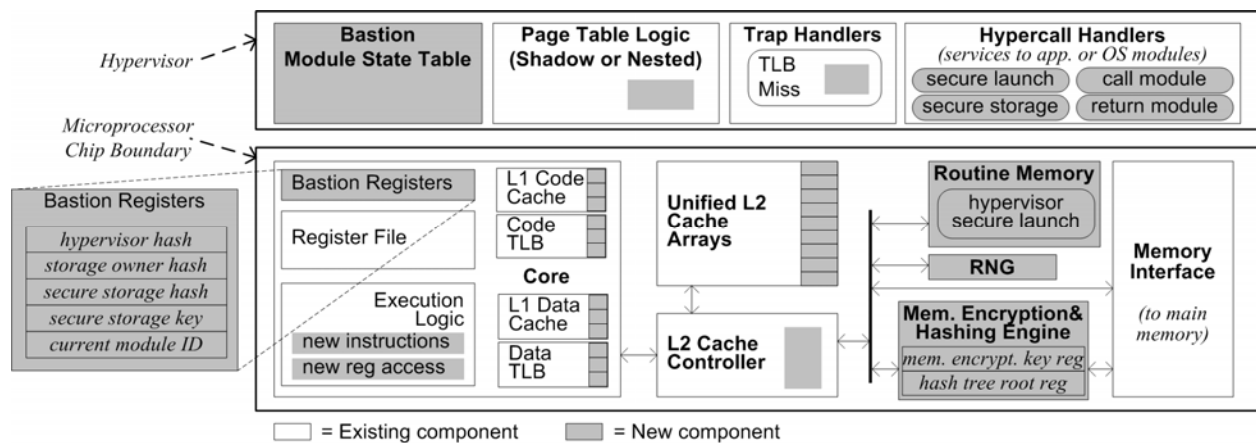 Hypervisor
Bastion
Module State Table
Page Table Logic
(Shadow or Nested)
Trap Handlers
TLB
Miss
Hypercall Handlers
(services to app. or OS modules)
secure launch
call module
secure storage
return module
Microprocessor
Chip Boundary
Bastion Registers
hypervisor hash
storage owner hash
secure storage hash
secure storage key
current module ID
Bastion Registers
Register File
Execution
Logic
new instructions
new reg access
L1 Code
Cache
Code
TLB
Core
L1 Data
Cache
Data
TLB
Unified L2
Cache
Arrays
L2 Cache
Controller
Routine Memory
hypervisor
secure launch
RNG
Mem. Encryption&
Hashing Engine
mem. encrypt. key reg
hash tree root reg
Memory
Interface
(to main
memory)
= Existing component
= New component